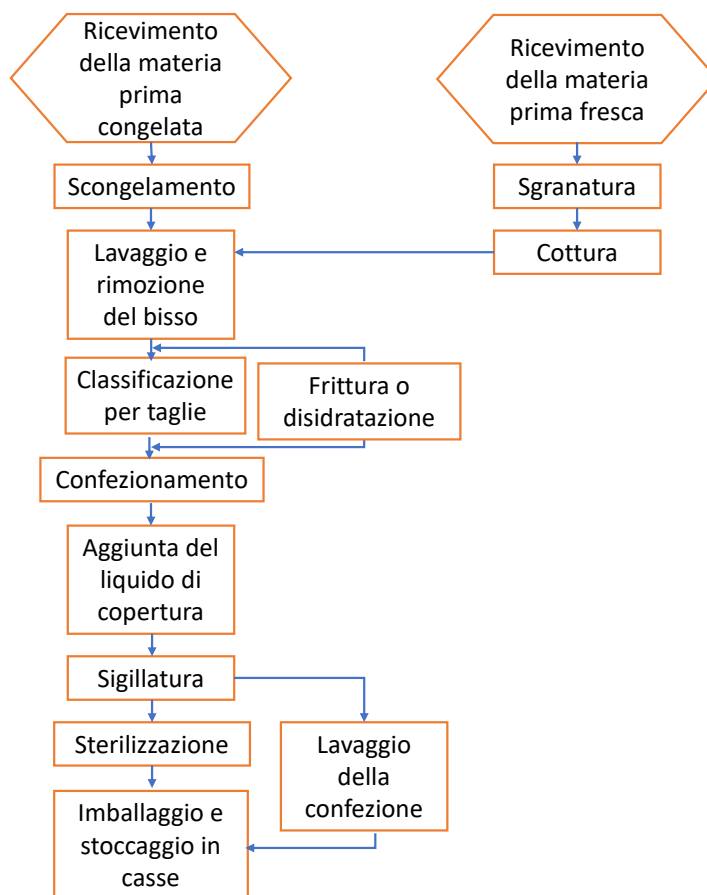 Ricevimento
della materia
prima
congelata
Ricevimento
della materia
prima fresca
Scongelamento
Sgranatura
Lavaggio e
rimozione
del bisso
Cottura
Classificazione
per taglie
Frittura o
disidratazione
Confezionamento
Aggiunta del
liquido di
copertura
Sigillatura
Sterilizzazione
Lavaggio
della
confezione
Imballaggio e
stoccaggio in
casse